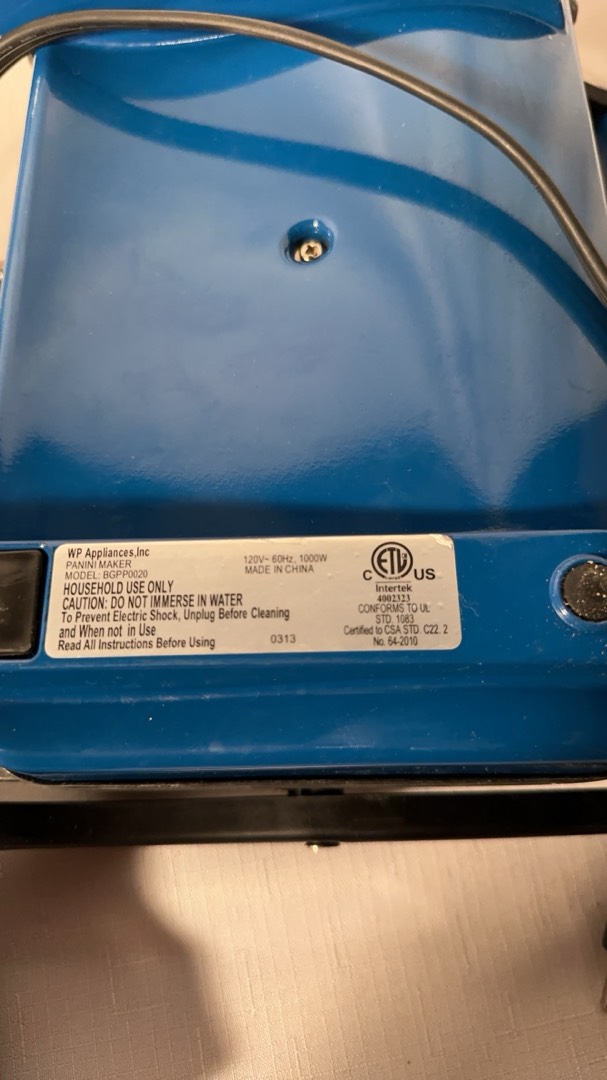 WP Appliances,Inc
PANINI MAKER
MODEL: BGPP0020
HOUSEHOLD USE ONLY
CAUTION: DO NOT IMMERSE IN WATER
To Prevent Electric Shock, Unplug Before Cleaning
and When not in Use
Read All Instructions Before Using
0313
120V~ 60Hz, 1000W
MADE IN CHINA
ETL
C US
Intertek
4002323
CONFORMS TO UL
STD. 1083
Certified to CSA STD. C22. 2
No. 64-2010